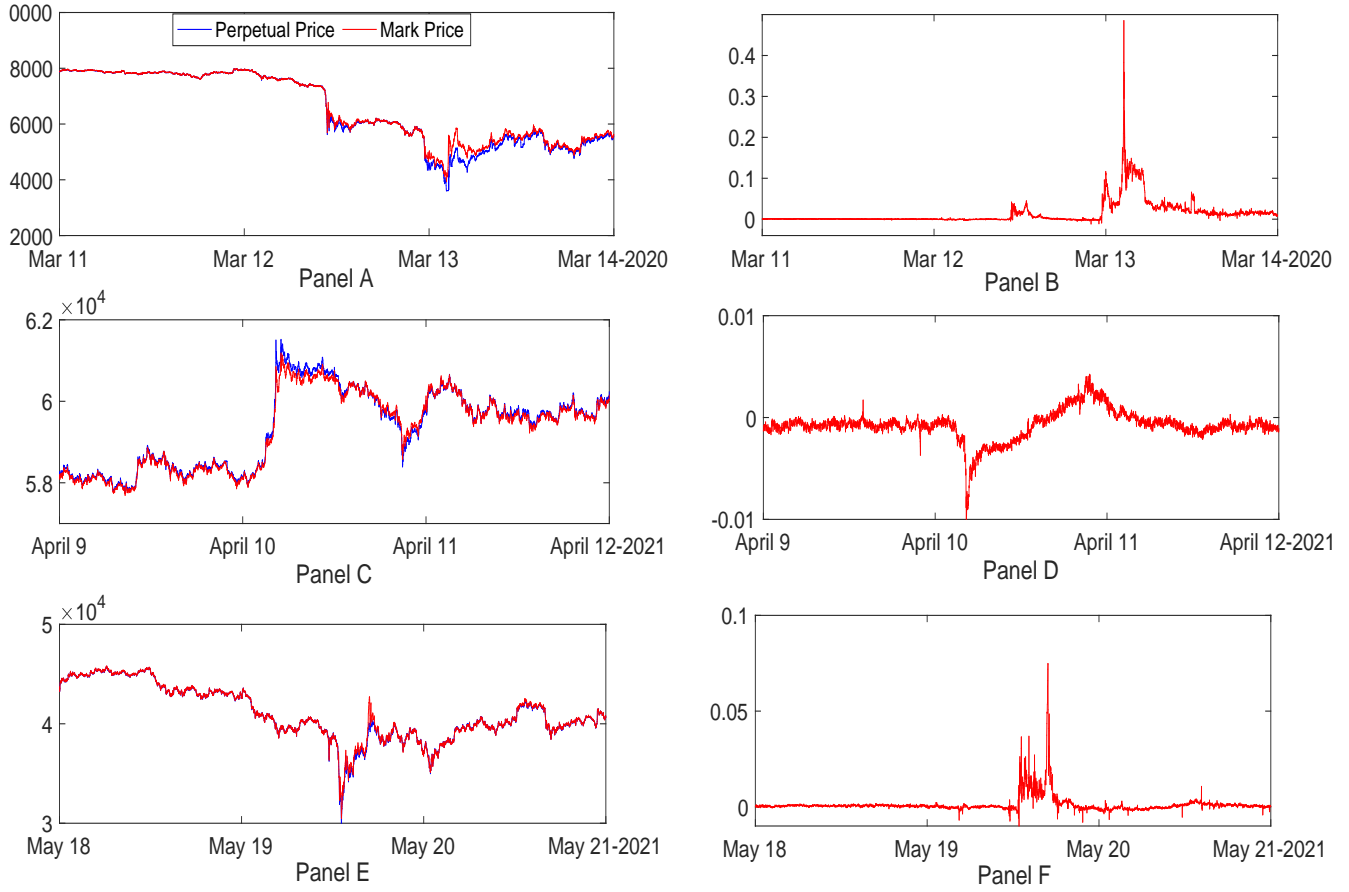 0000
Perpetual Price Mark Price
8000
6000
4000
2000
Mar 11 Mar 12 Mar 13 Mar 14-2020
Panel A
0.4
0.3
0.2
0.1
0
Mar 11 Mar 12 Mar 13 Mar 14-2020
Panel B
×10⁴
6.2
6
5.8
April 9 April 10 April 11 April 12-2021
Panel C
0.01
0
-0.01
April 9 April 10 April 11 April 12-2021
Panel D
×10⁴
5
4
3
May 18 May 19 May 20 May 21-2021
Panel E
0.1
0.05
0
May 18 May 19 May 20 May 21-2021
Panel F